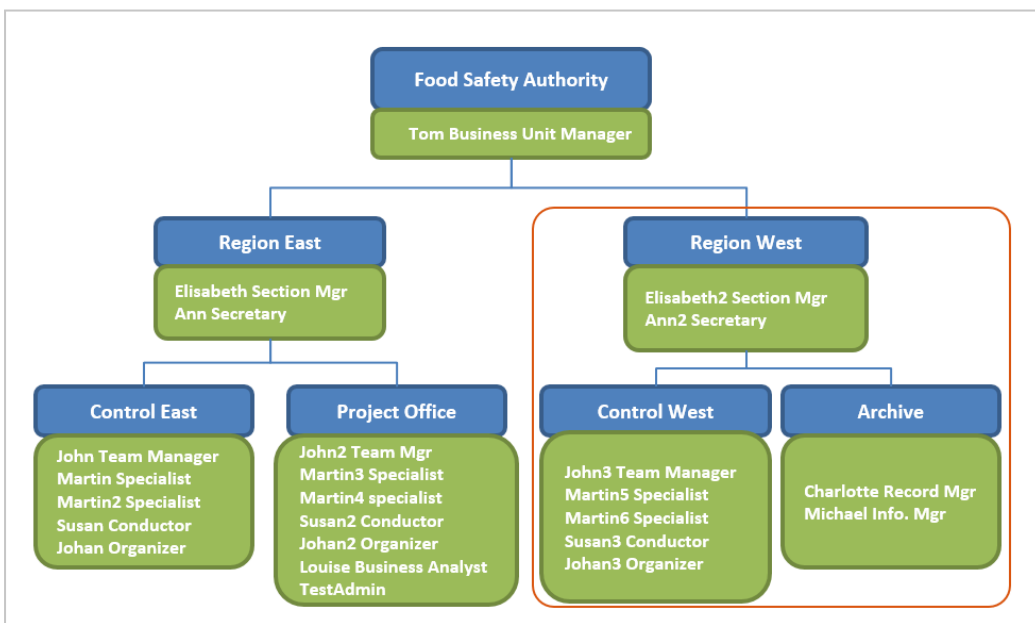 Food Safety Authority
Tom Business Unit Manager
Region East
Elisabeth Section Mgr
Ann Secretary
Region West
Elisabeth2 Section Mgr
Ann2 Secretary
Control East
John Team Manager
Martin Specialist
Martin2 Specialist
Susan Conductor
Johan Organizer
Project Office
John2 Team Mgr
Martin3 Specialist
Martin4 specialist
Susan2 Conductor
Johan2 Organizer
Louise Business Analyst
TestAdmin
Control West
John3 Team Manager
Martin5 Specialist
Martin6 Specialist
Susan3 Conductor
Johan3 Organizer
Archive
Charlotte Record Mgr
Michael Info. Mgr